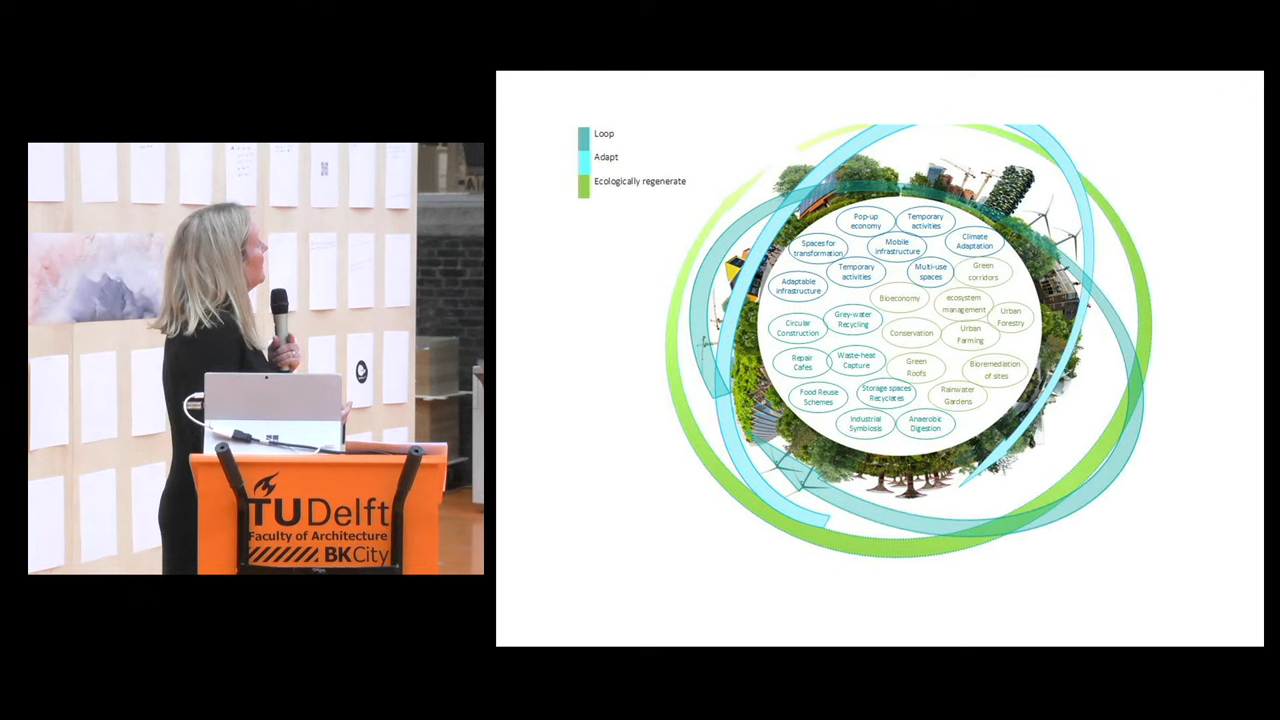 Loop
Adapt
Ecologically regenerate
Pop-up
economy
Temporary
activities
Spaces for
transformation
Mobile
infrastructure
Climate
Adaptation
Temporary
activities
Multi-use
spaces
Green
corridors
Adaptable
infrastructure
Bioeconomy
ecosystem
management
Urban
Forestry
Circular
Construction
Grey-water
Recycling
Conservation
Urban
Farming
Repair
Cafes
Waste-heat
Capture
Green
Roofs
Bioremediation
of sites
Food Reuse
Schemes
Storage spaces
Recyclates
Rainwater
Gardens
Industrial
Symbiosis
Anaerobic
Digestion
TUDelft
Faculty of Architecture
BKCity